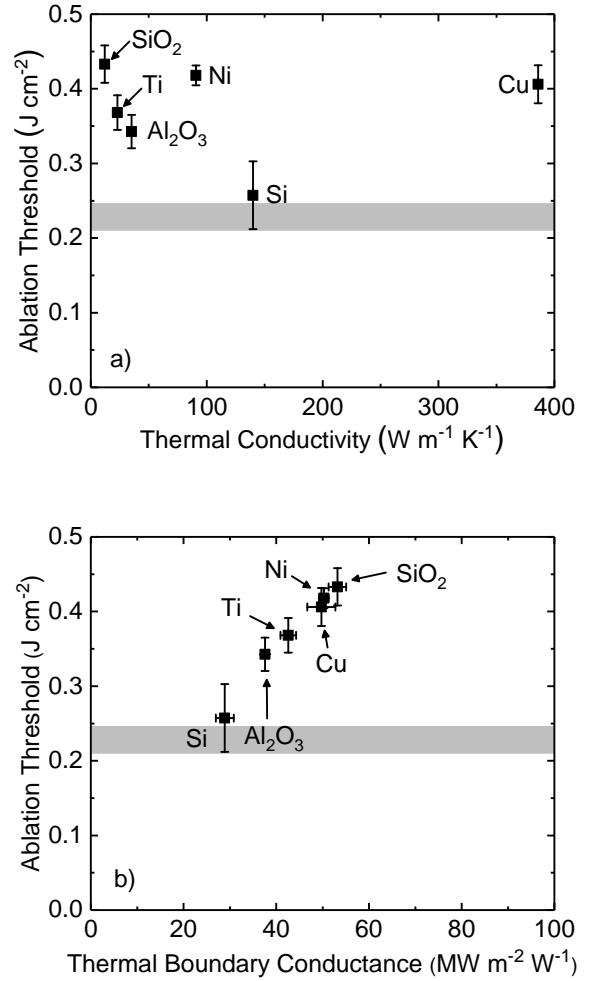 0.5
SiO₂
0.4
Ni
Cu
Ti
Al₂O₃
0.3
Si
0.2
0.1
a)
0.0
0 100 200 300 400
Ablation Threshold (J cm⁻²)
Thermal Conductivity (W m⁻¹ K⁻¹)
0.5
Ni
SiO₂
0.4
Ti
Cu
0.3
Si
Al₂O₃
0.2
0.1
b)
0.0
0 20 40 60 80 100
Ablation Threshold (J cm⁻²)
Thermal Boundary Conductance (MW m⁻² W⁻¹)